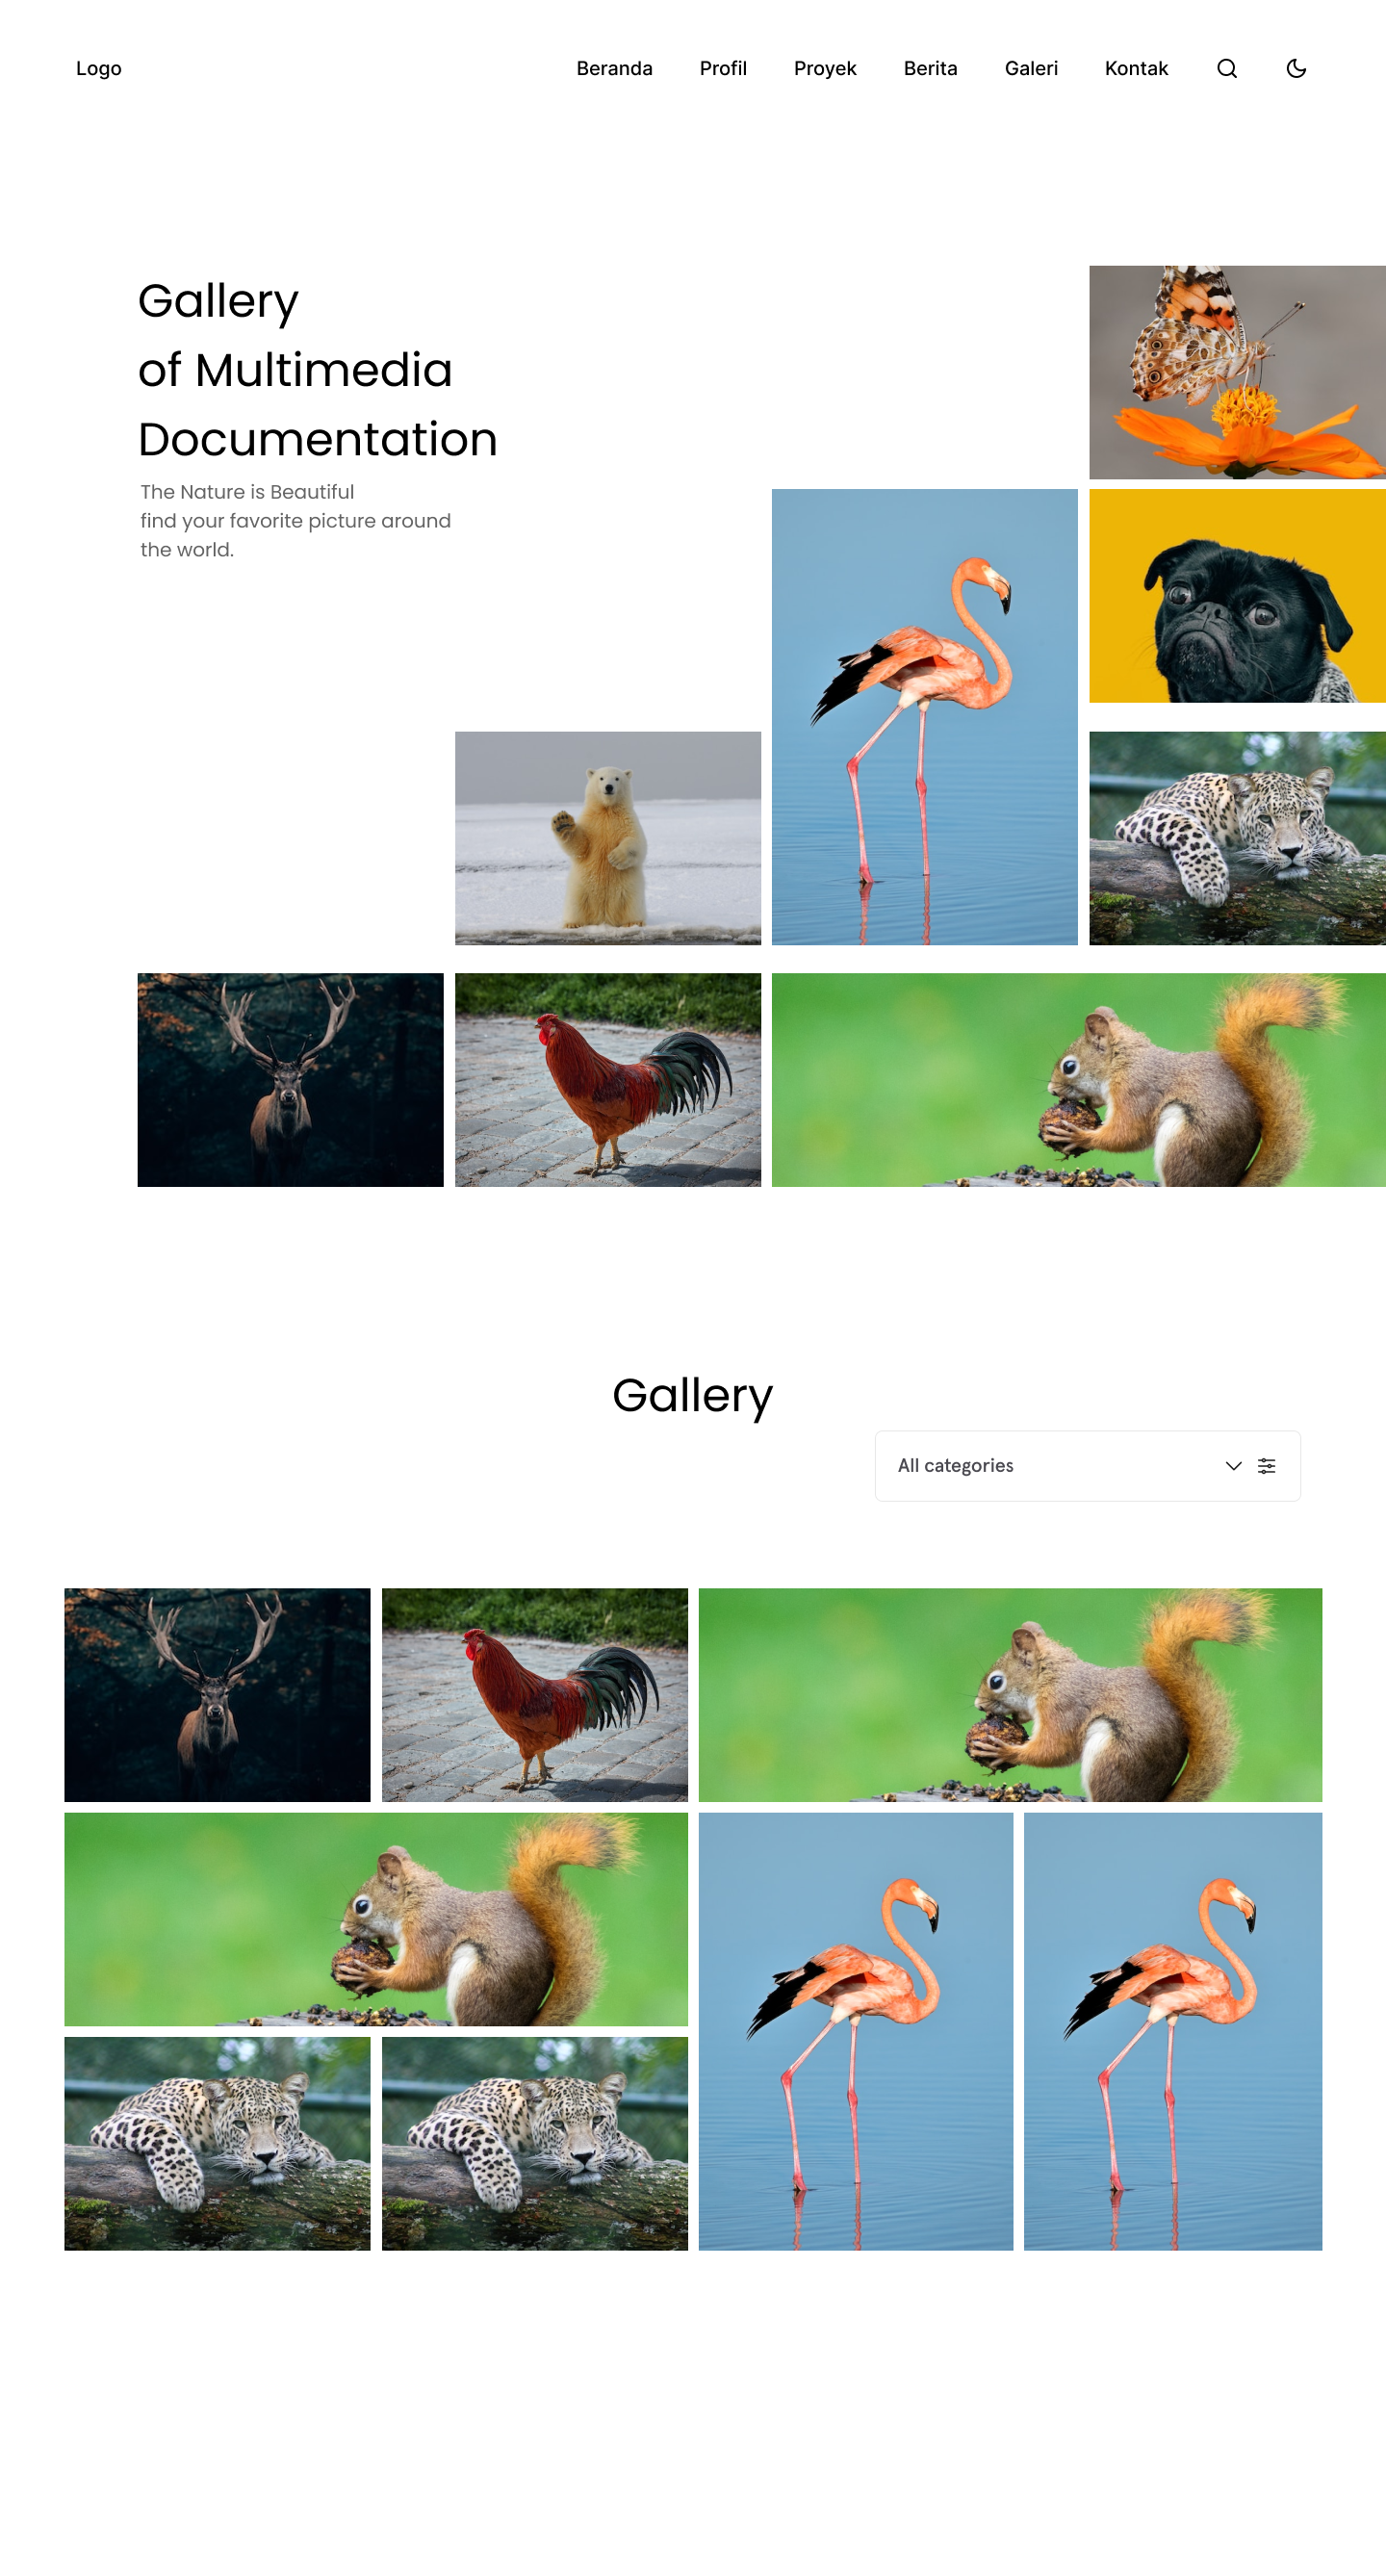 Logo
Beranda Profil Proyek Berita Galeri Kontak
Gallery
of Multimedia
Documentation
The Nature is Beautiful
find your favorite picture around
the world.
Gallery
All categories